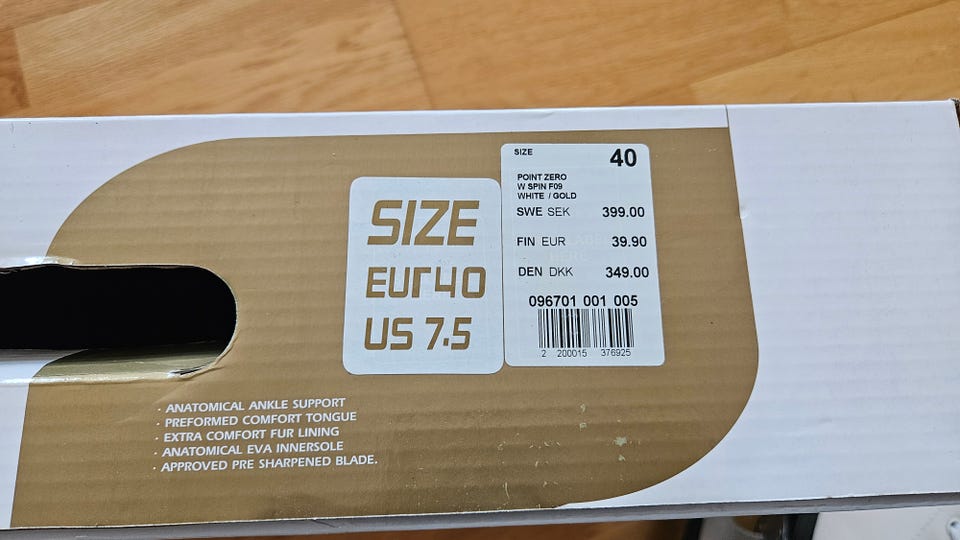 SIZE
EUR 40
US 7.5
SIZE 40
POINT ZERO
W SPIN F09
WHITE / GOLD
SWE SEK 399.00
FIN EUR 39.90
DEN DKK 349.00
096701 001 005
2 200015 376925
· ANATOMICAL ANKLE SUPPORT
· PREFORMED COMFORT TONGUE
· EXTRA COMFORT FUR LINING
· ANATOMICAL EVA INNERSOLE
· APPROVED PRE SHARPENED BLADE.